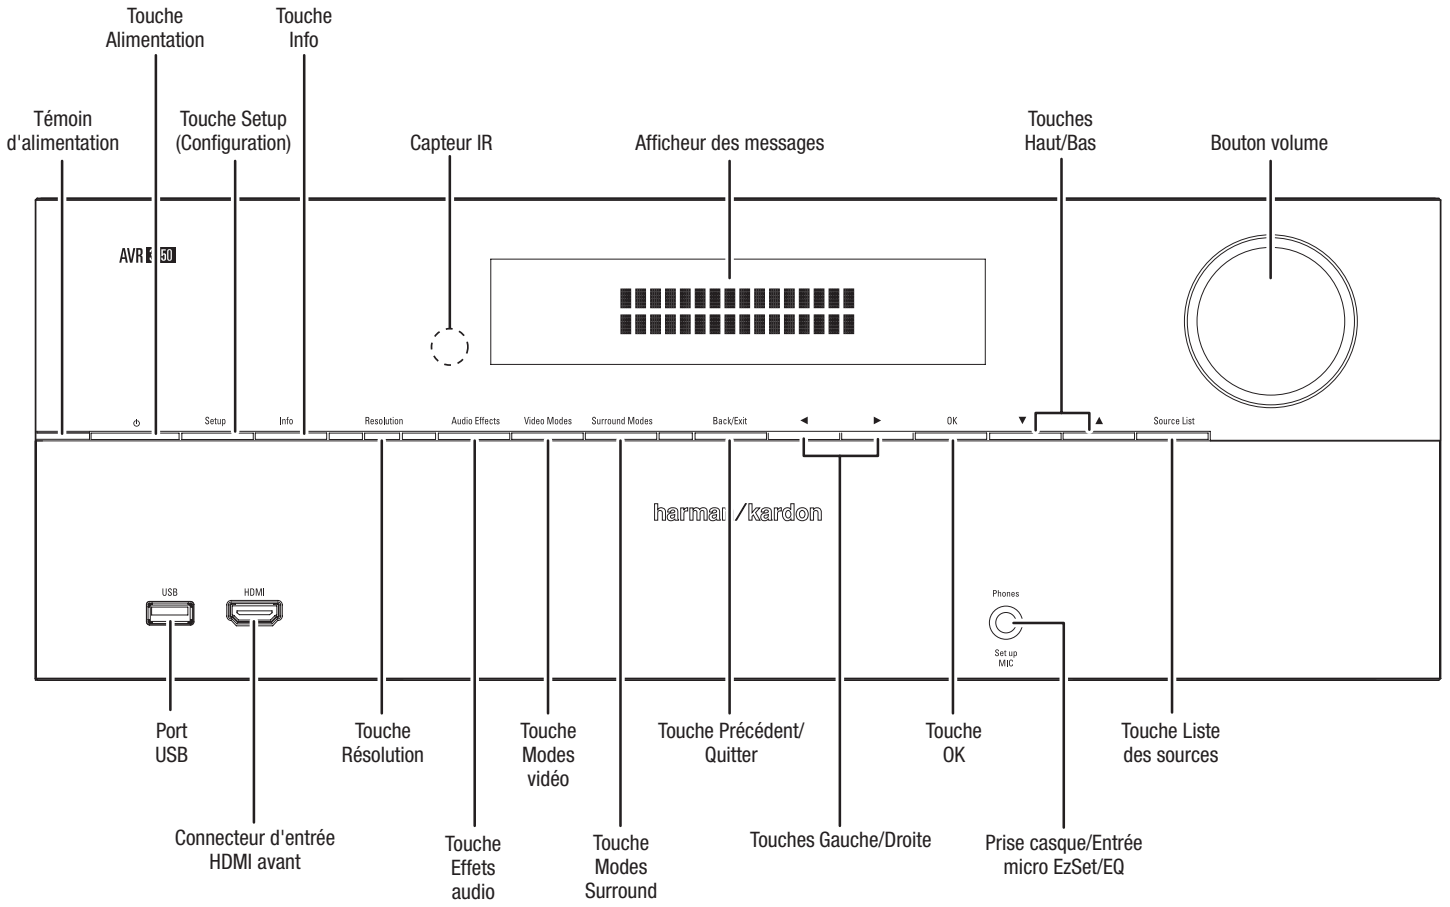 Touche
Alimentation
Touche
Info
Témoin
d'alimentation
Touche Setup
(Configuration)
Capteur IR
Afficheur des messages
Touches
Haut/Bas
Bouton volume
AVR
Setup
Info
Resolution
Audio Effects
Video Modes
Surround Modes
Back/Exit
OK
Source List
harman/kardon
USB
HDMI
Phones
Set up
MIC
Port
USB
Touche
Résolution
Touche
Modes
vidéo
Touche Précédent/
Quitter
Touche
OK
Touche Liste
des sources
Connecteur d'entrée
HDMI avant
Touche
Effets
audio
Touche
Modes
Surround
Touches Gauche/Droite
Prise casque/Entrée
micro EzSet/EQ